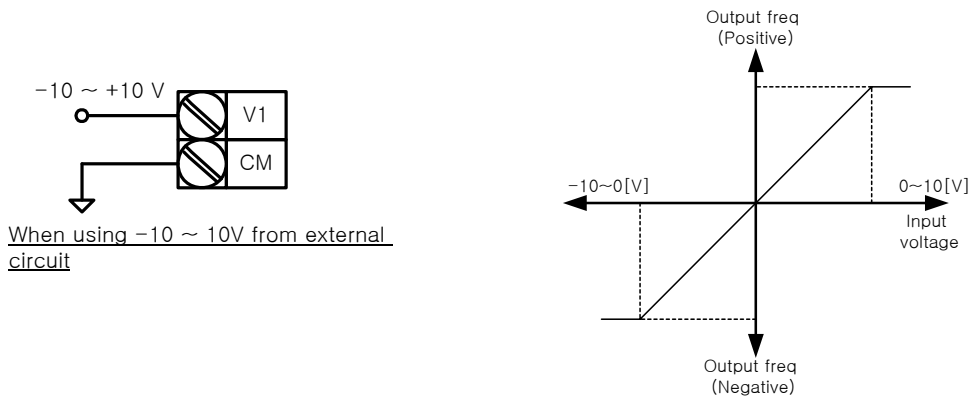 -10 ~ +10 V
V1
CM
When using -10 ~ 10V from external
circuit
Output freq
(Positive)
-10~0[V]
0~10[V]
Input
voltage
Output freq
(Negative)